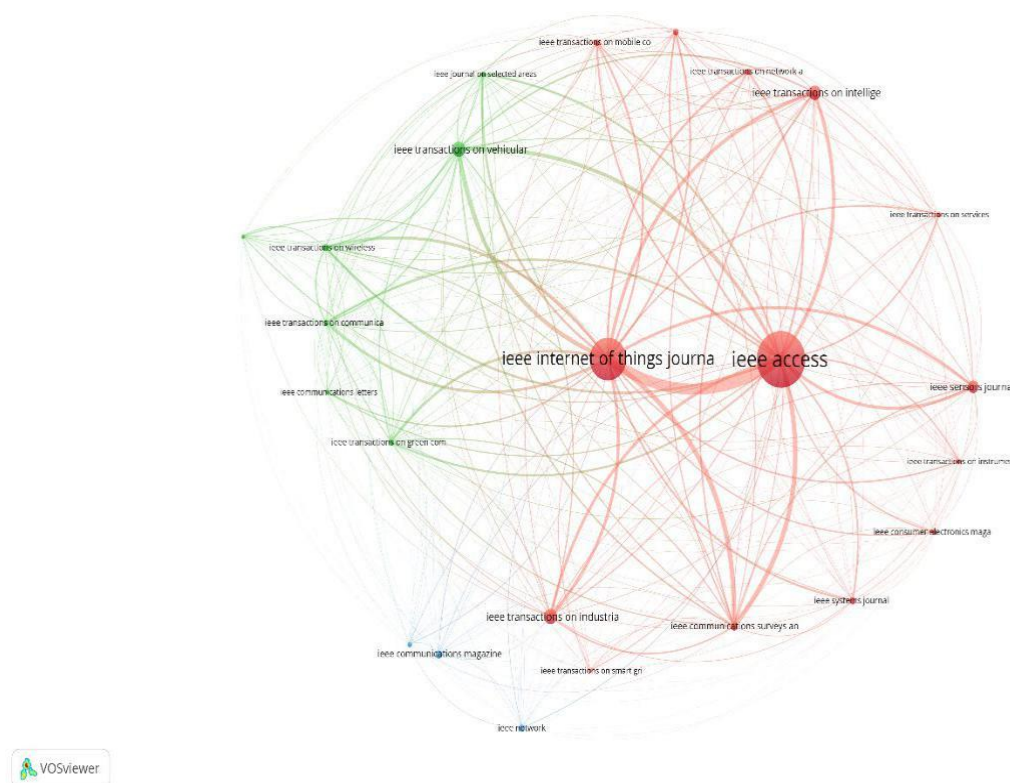 ieee transactions on mobile co
ieee transactions on network a
ieee journal on selected areas
ieee transactions on intellige
ieee transactions on vehicular
ieee transactions on services
ieee transactions on wireless
ieee transactions on communica
ieee internet of things journa
ieee access
ieee sensors journa
ieee communications letters
ieee transactions on green com
ieee transactions on instrume
ieee consumer electronics maga
ieee systems journal
ieee transactions on industria
ieee communications surveys an
ieee communications magazine
ieee transactions on smart gri
ieee network
VOSviewer